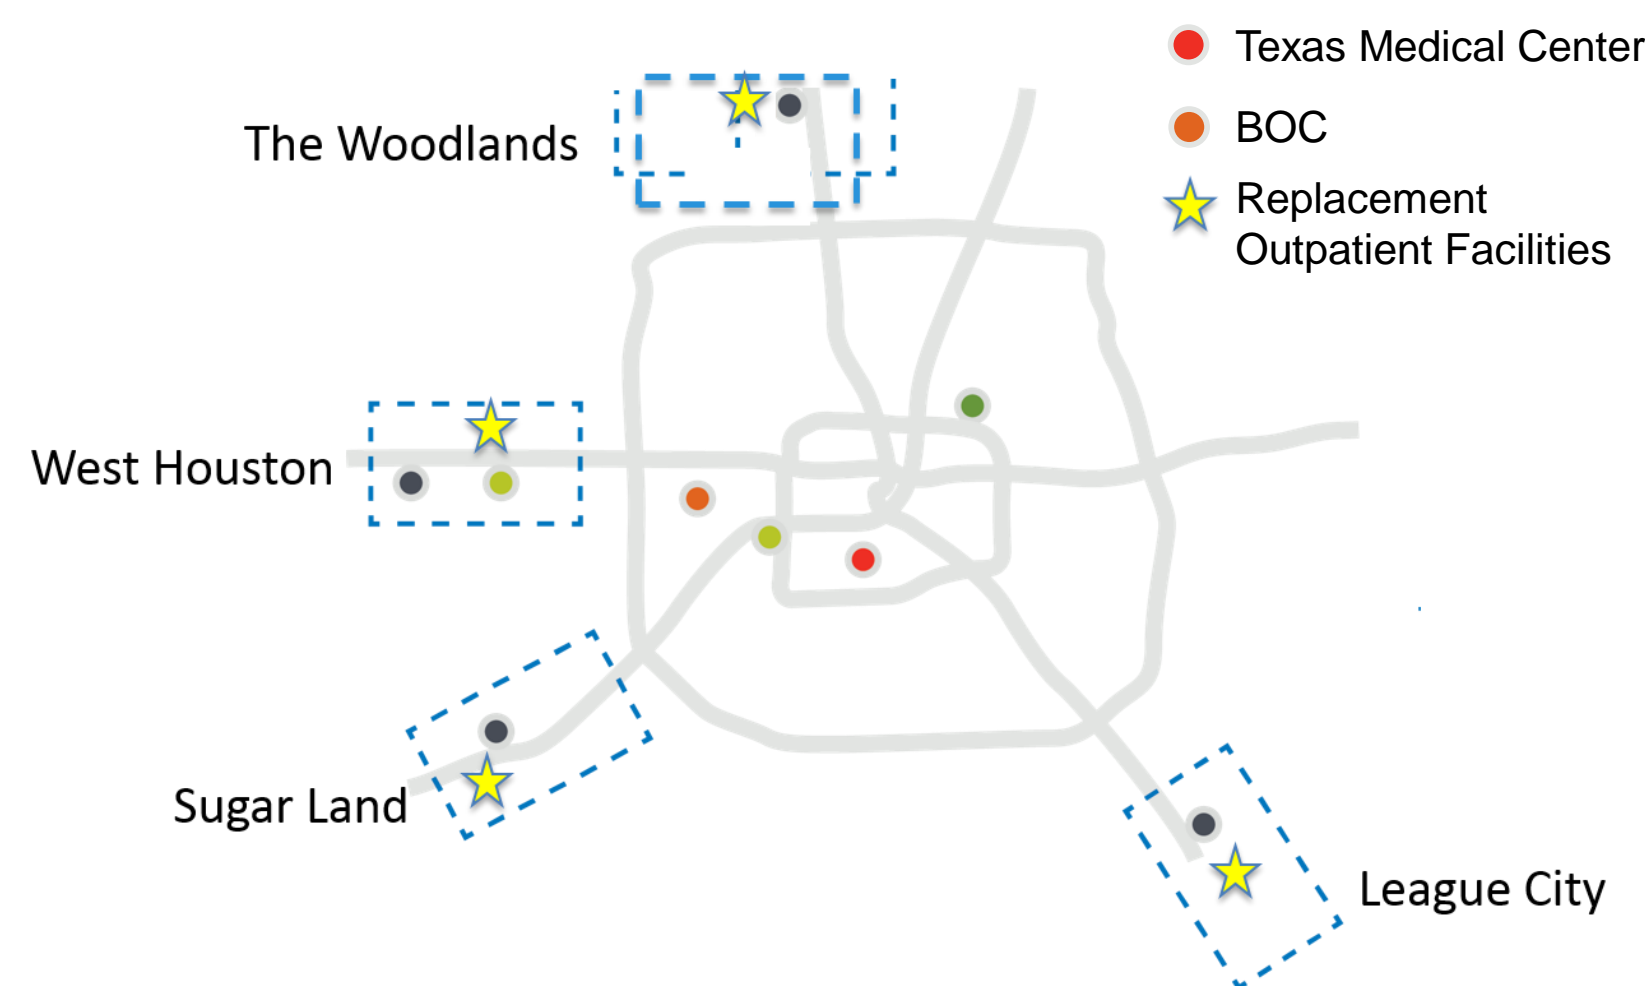 Texas Medical Center
BOC
Replacement
Outpatient Facilities
The Woodlands
West Houston
Sugar Land
League City